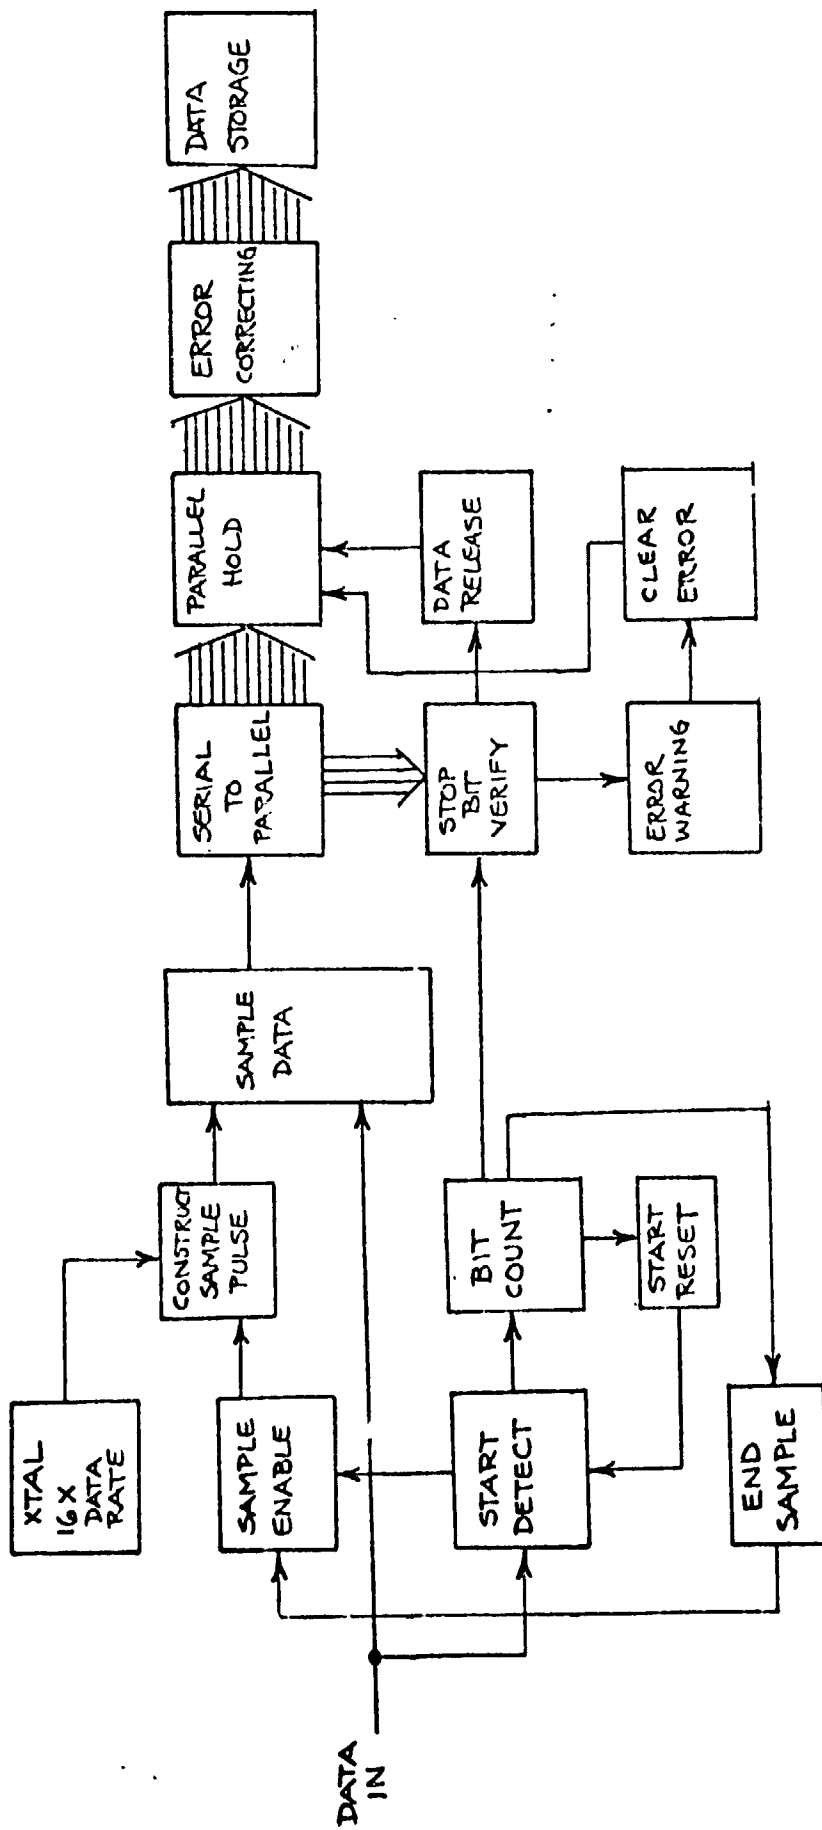 XTAL
16X
DATA
RATE
CONSTRUCT
SAMPLE
PULSE
SAMPLE
ENABLE
SAMPLE
DATA
SERIAL
TO
PARALLEL
PARALLEL
HOLD
ERROR
CORRECTING
DATA
STORAGE
DATA
IN
START
DETECT
BIT
COUNT
STOP
BIT
VERIFY
DATA
RELEASE
START
RESET
END
SAMPLE
ERROR
WARNING
CLEAR
ERROR